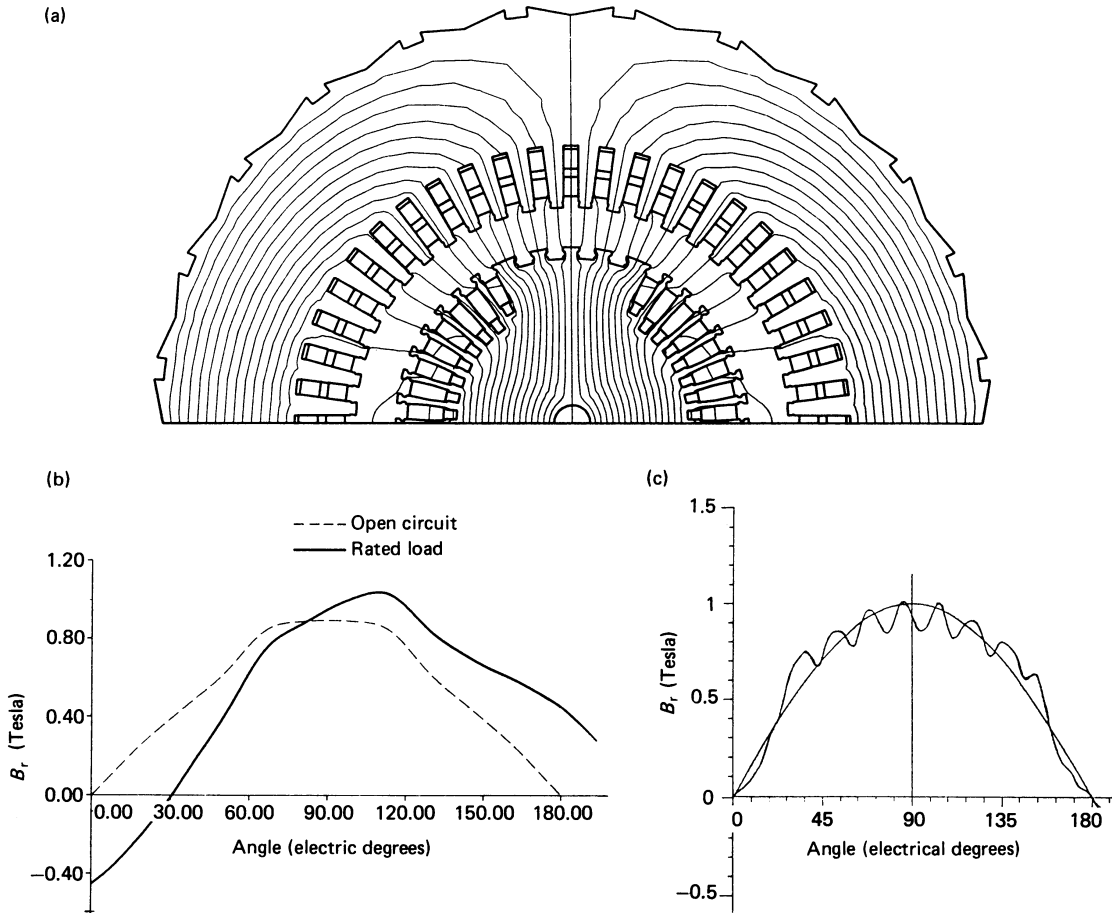 (a)
(b)
Open circuit
Rated load
1.20
0.80
0.40
0.00
−0.40
0.00 30.00 60.00 90.00 120.00 150.00 180.00
Bᵣ (Tesla)
Angle (electric degrees)
(c)
1.5
1
0.5
0
−0.5
0 45 90 135 180
Bᵣ (Tesla)
Angle (electrical degrees)